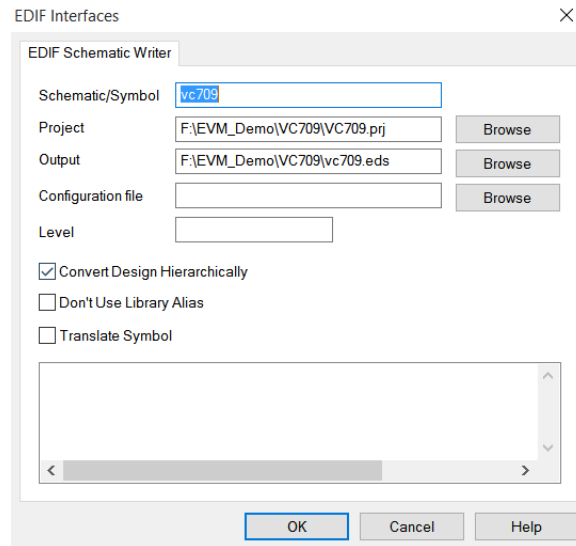 EDIF Interfaces
EDIF Schematic Writer
Schematic/Symbol vc709
Project F:\EVM_Demo\VC709\VC709.prj Browse
Output F:\EVM_Demo\VC709\vc709.eds Browse
Configuration file Browse
Level
Convert Design Hierarchically
Don't Use Library Alias
Translate Symbol
OK Cancel Help